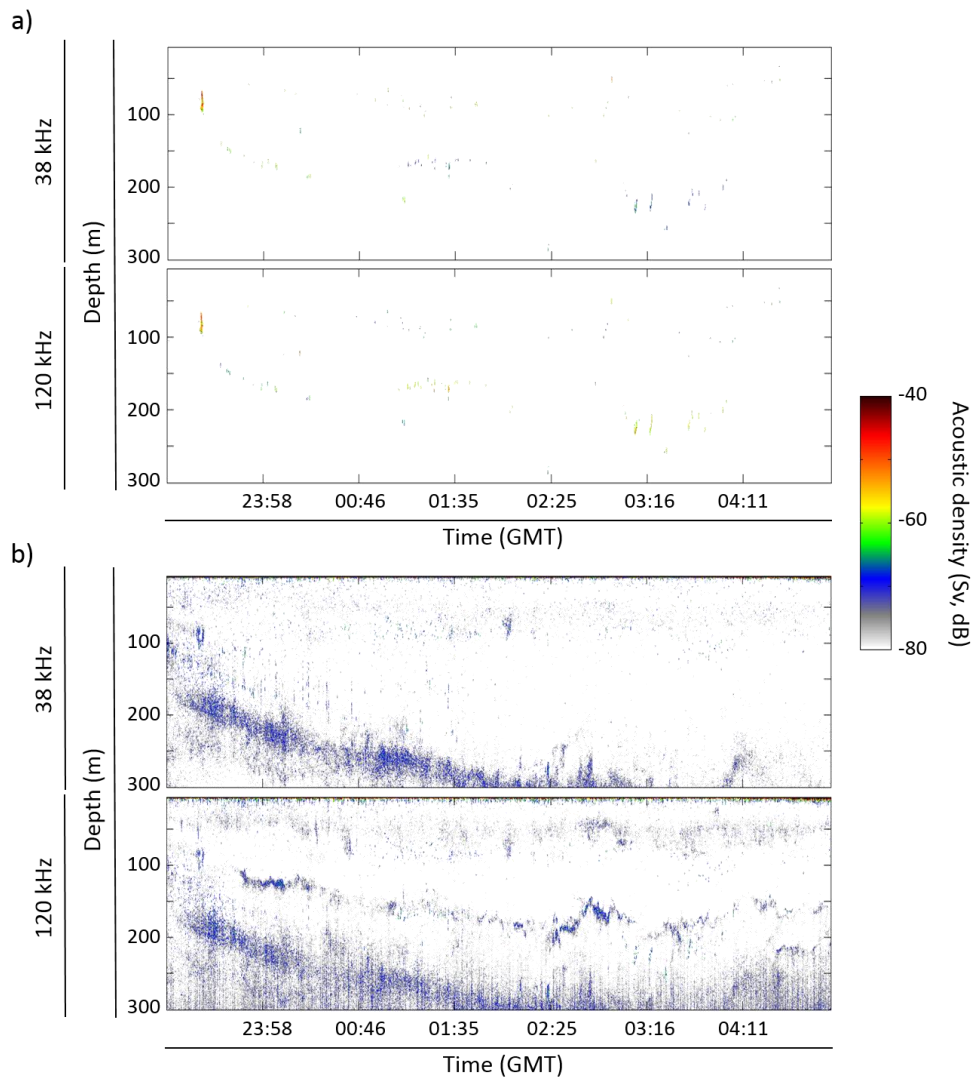 a)
38 kHz
Depth (m)
100
200
300
120 kHz
100
200
300
23:58 00:46 01:35 02:25 03:16 04:11
Time (GMT)
-40
-60
-80
Acoustic density (Sv, dB)
b)
38 kHz
Depth (m)
100
200
300
120 kHz
100
200
300
23:58 00:46 01:35 02:25 03:16 04:11
Time (GMT)